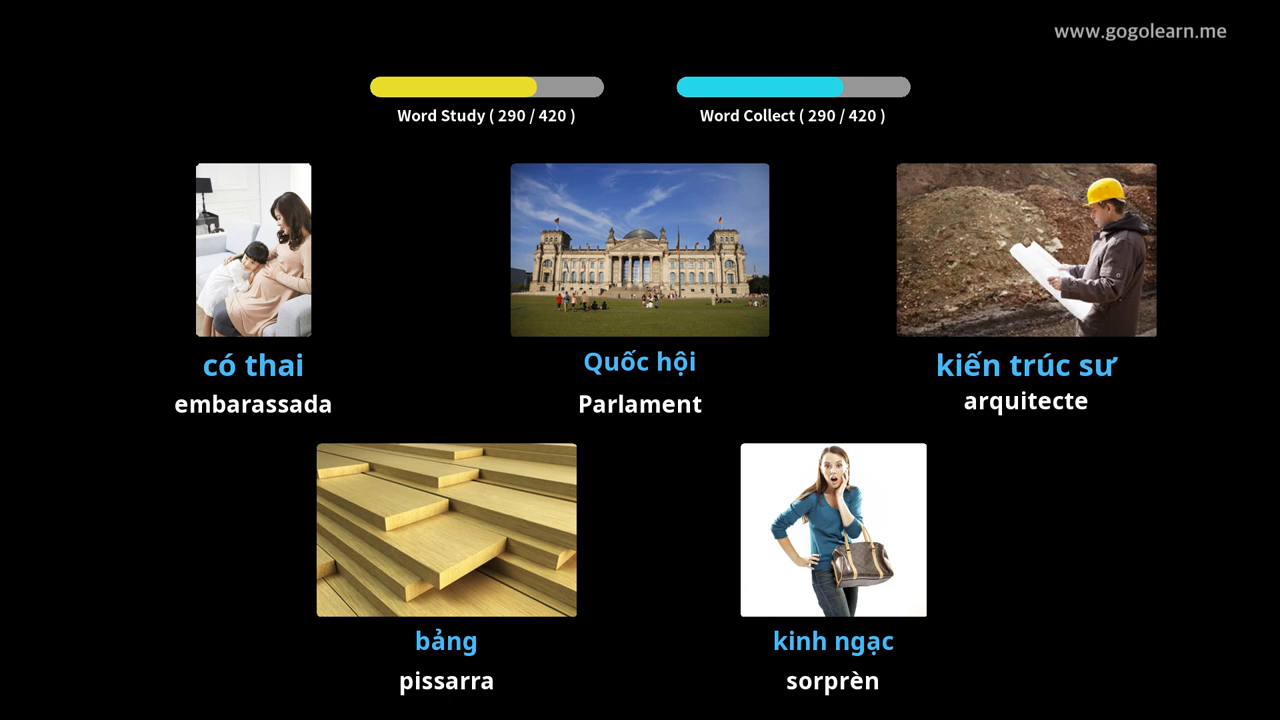 www.gogolearn.me
Word Study ( 290 / 420 )
Word Collect ( 290 / 420 )
có thai
embarassada
Quốc hội
Parlament
kiến trúc sư
arquitecte
bảng
pissarra
kinh ngạc
sorprèn